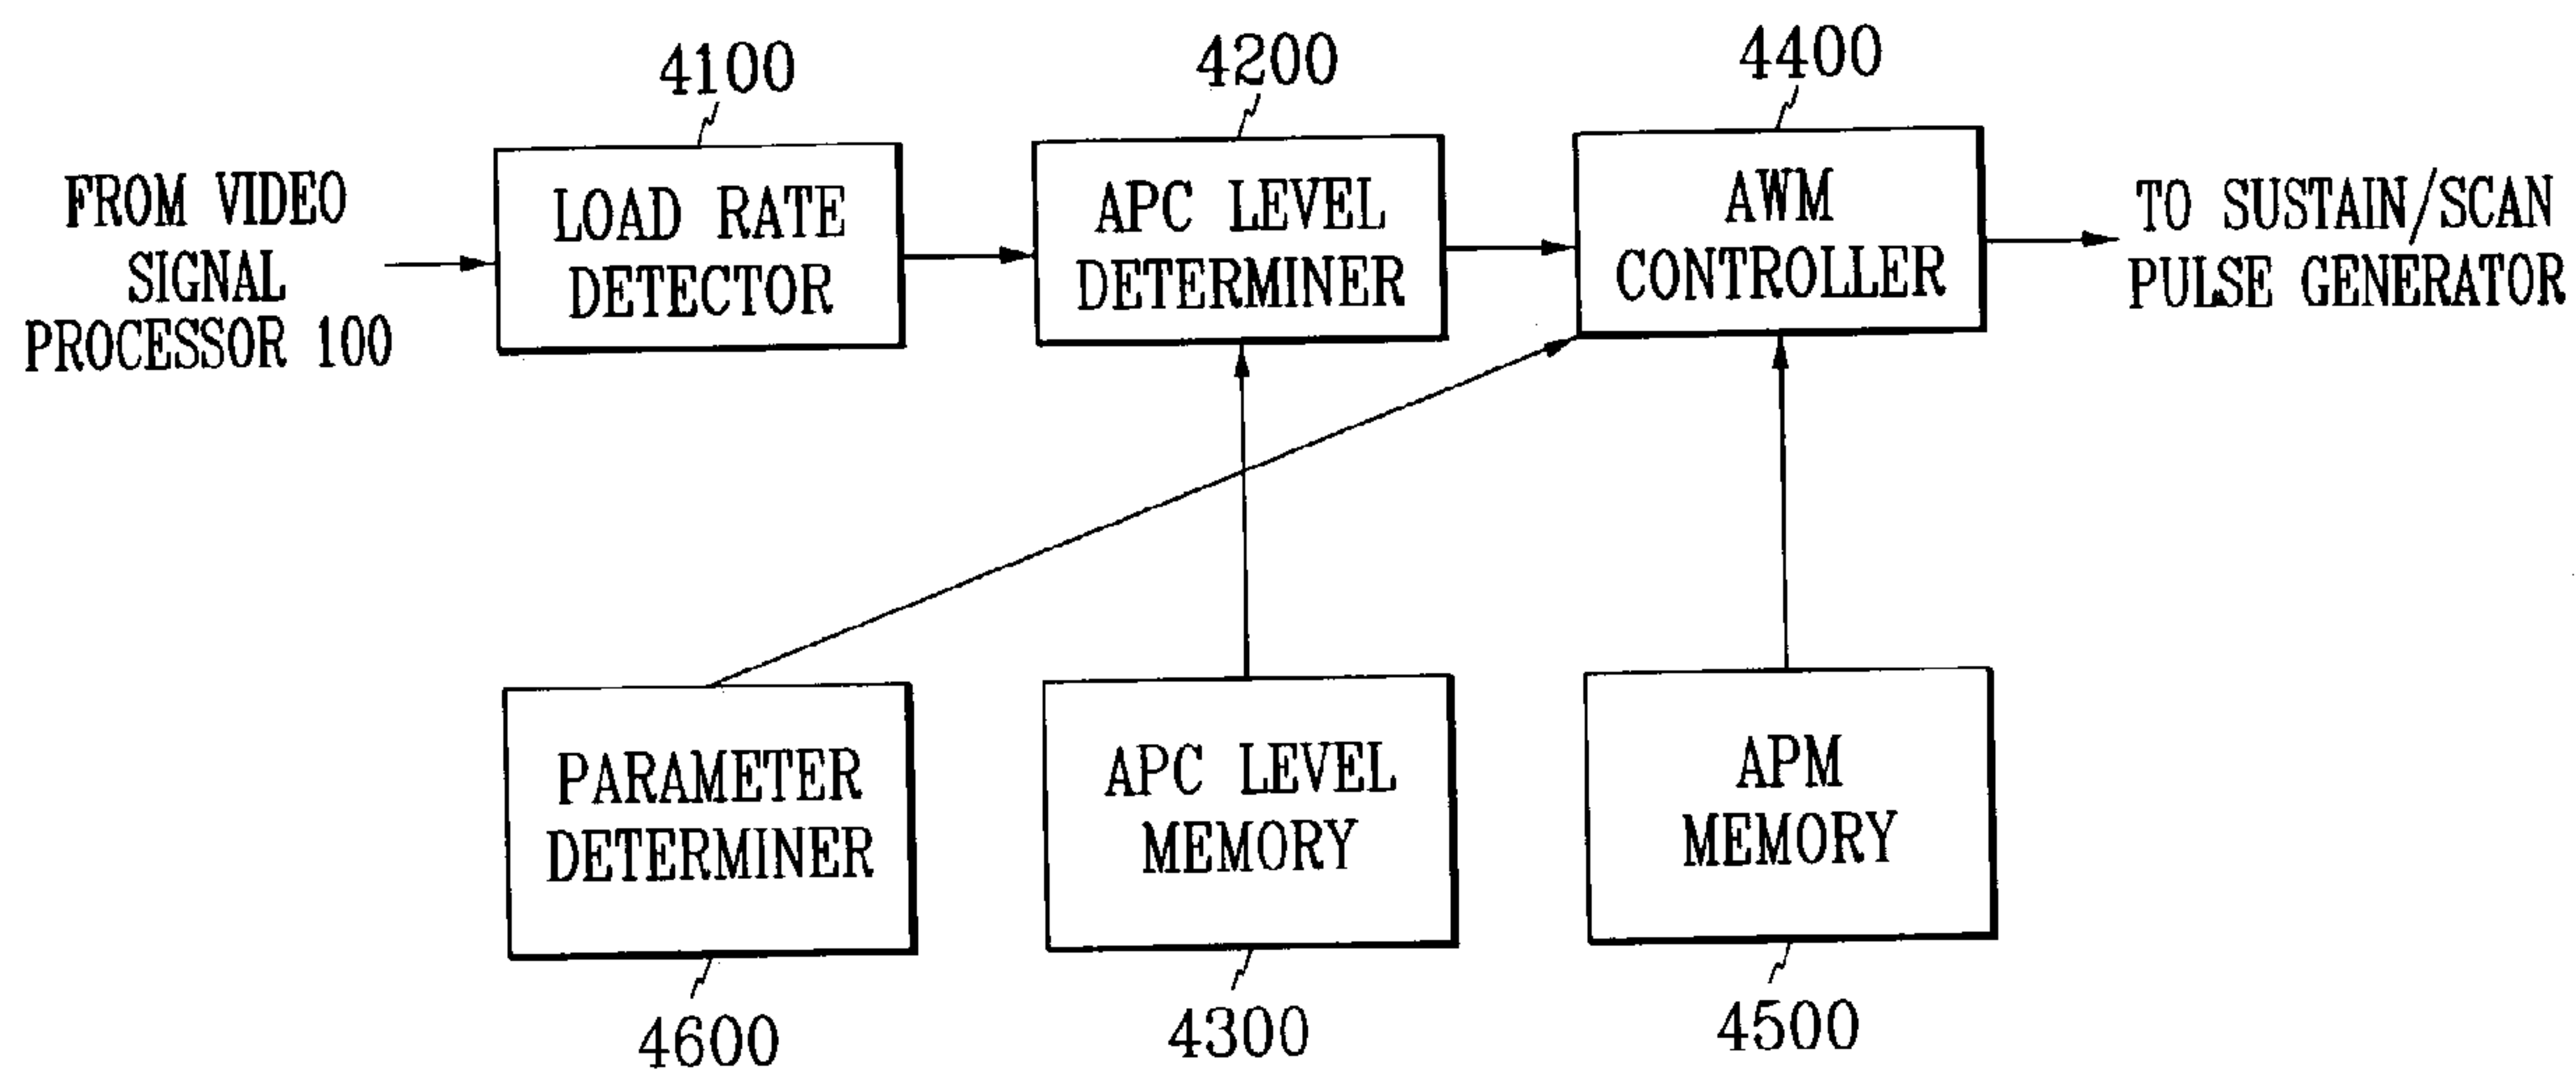 4100
4200
4400
FROM VIDEO
SIGNAL
PROCESSOR 100
LOAD RATE
DETECTOR
APC LEVEL
DETERMINER
AWM
CONTROLLER
TO SUSTAIN/SCAN
PULSE GENERATOR
PARAMETER
DETERMINER
APC LEVEL
MEMORY
APM
MEMORY
4600
4300
4500